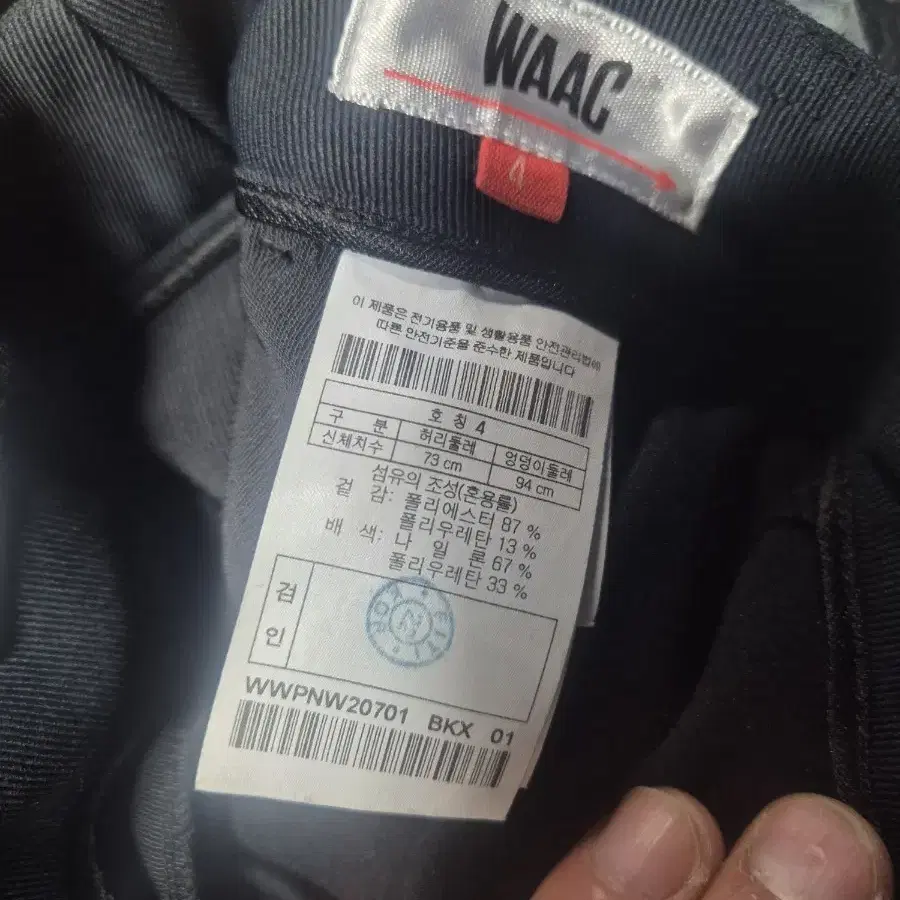 WAAC
4
이 제품은 전기용품 및 생활용품 안전관리법에
따른 안전기준을 준수한 제품입니다
호 칭 4
구 분 허리둘레 엉덩이둘레
신체치수 73 cm 94 cm
섬유의 조성(혼용률)
겉 감: 폴리에스터 87 %
폴리우레탄 13 %
배 색: 나 일 론 67 %
폴리우레탄 33 %
검
인
WWPNW20701 BKX 01